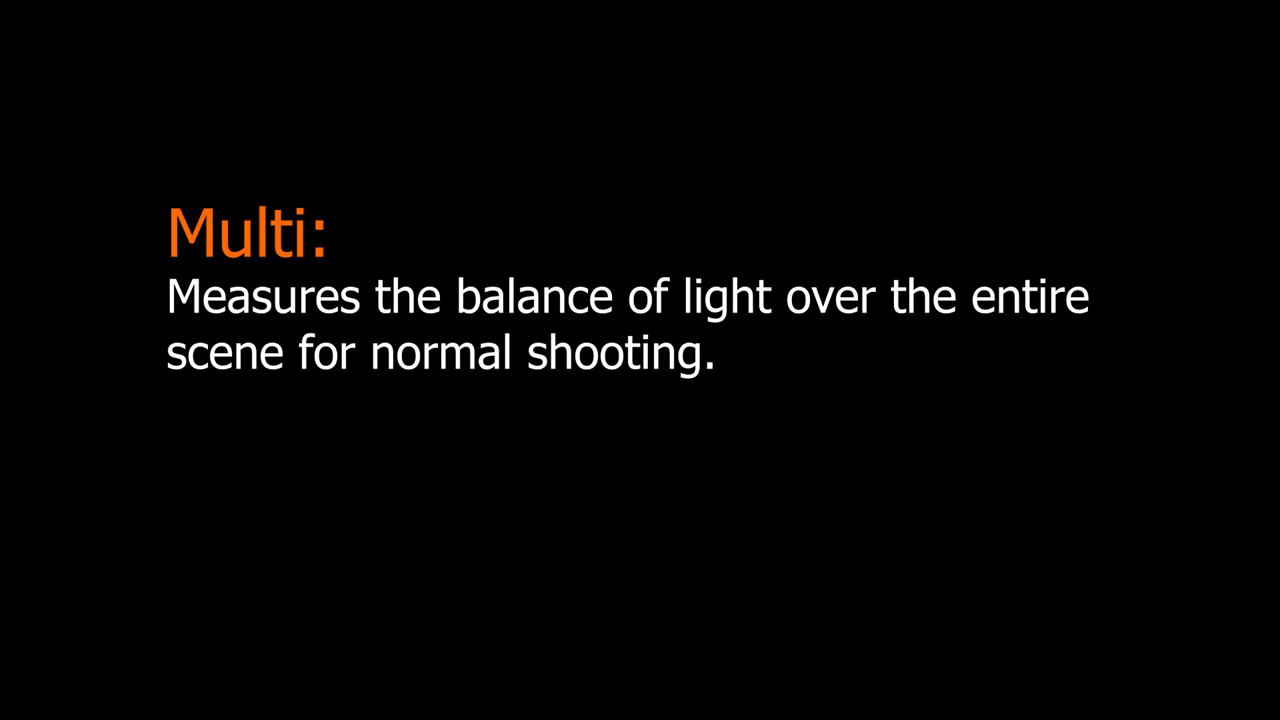 Multi:
Measures the balance of light over the entire
scene for normal shooting.